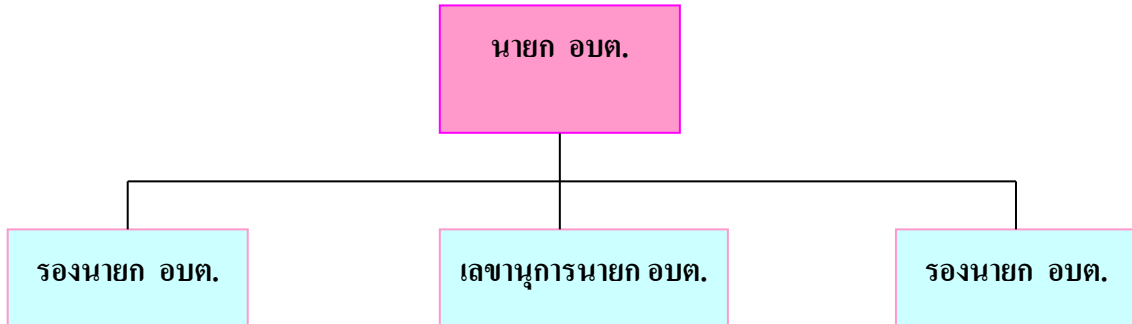 นายก อบต.
รองนายก อบต.
เลขานุการนายก อบต.
รองนายก อบต.